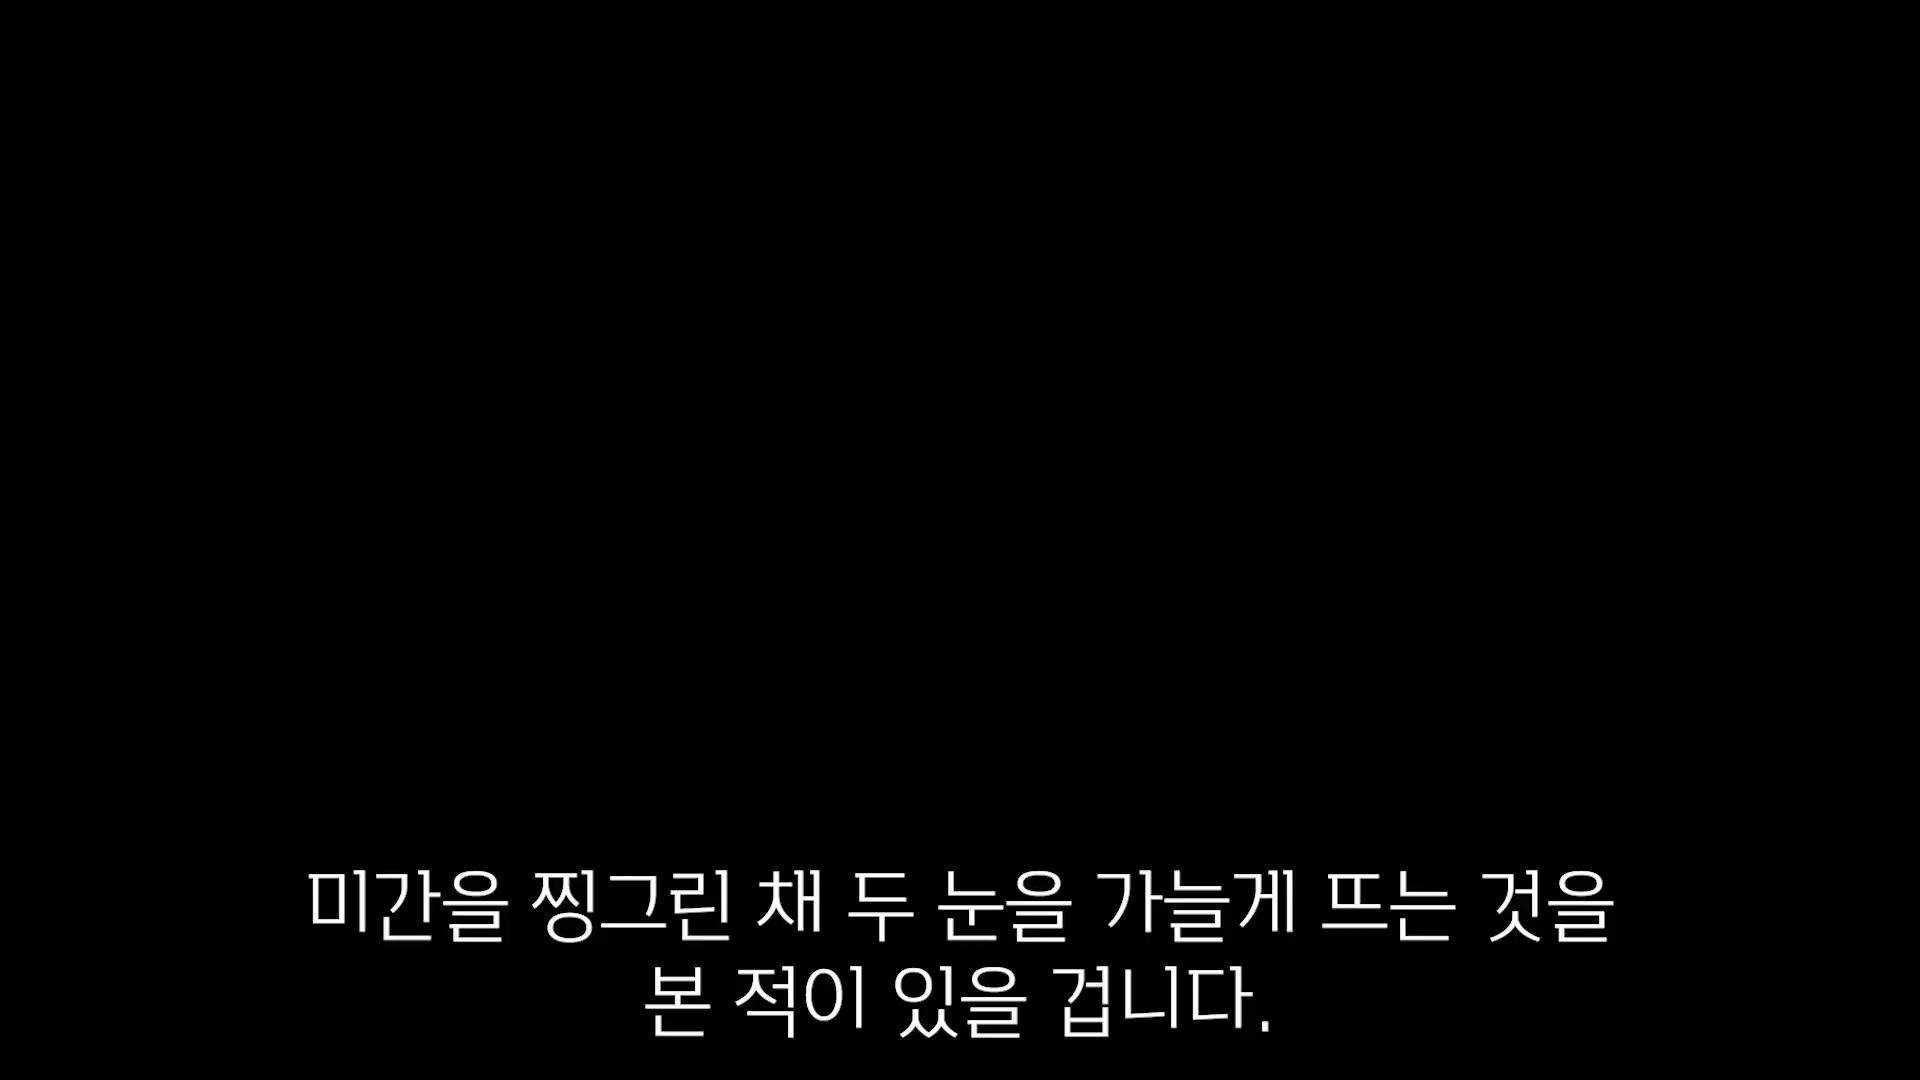 미간을 찡그린 채 두 눈을 가늘게 뜨는 것을
본 적이 있을 겁니다.